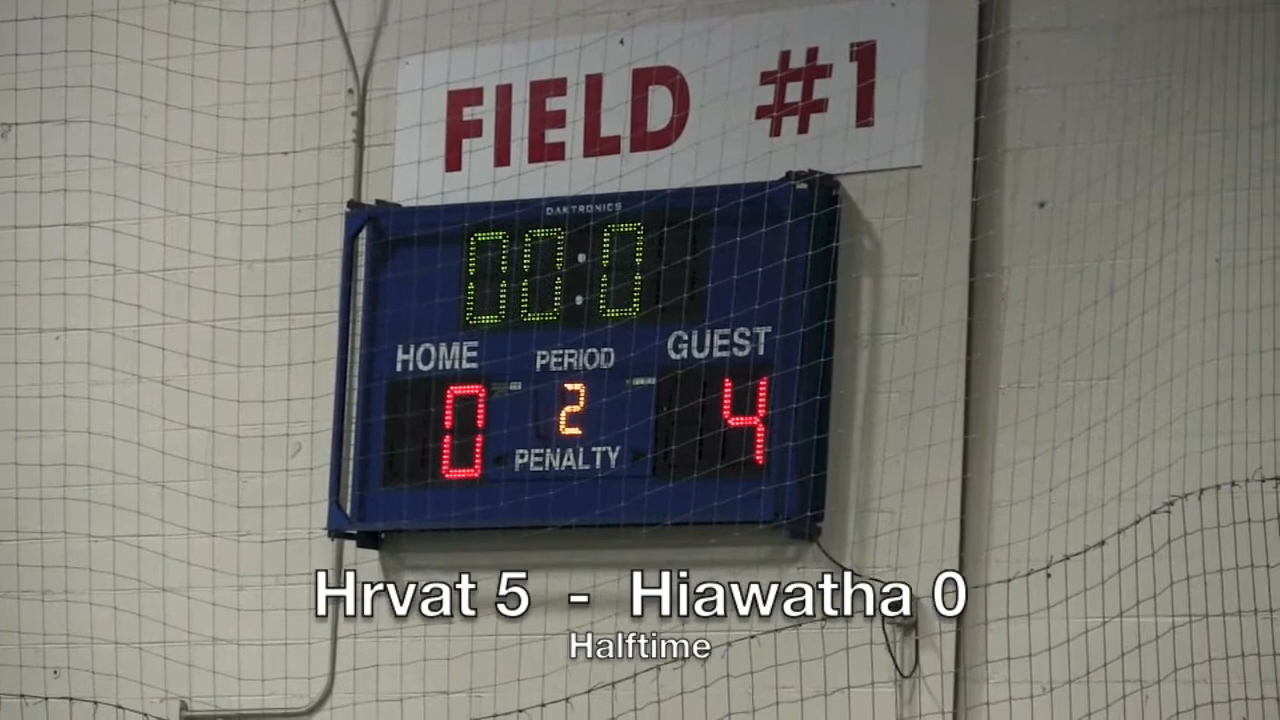 FIELD #1
DAKTRONICS
00:0
HOME PERIOD GUEST
0 2 4
PENALTY
Hrvat 5 - Hiawatha 0
Halftime